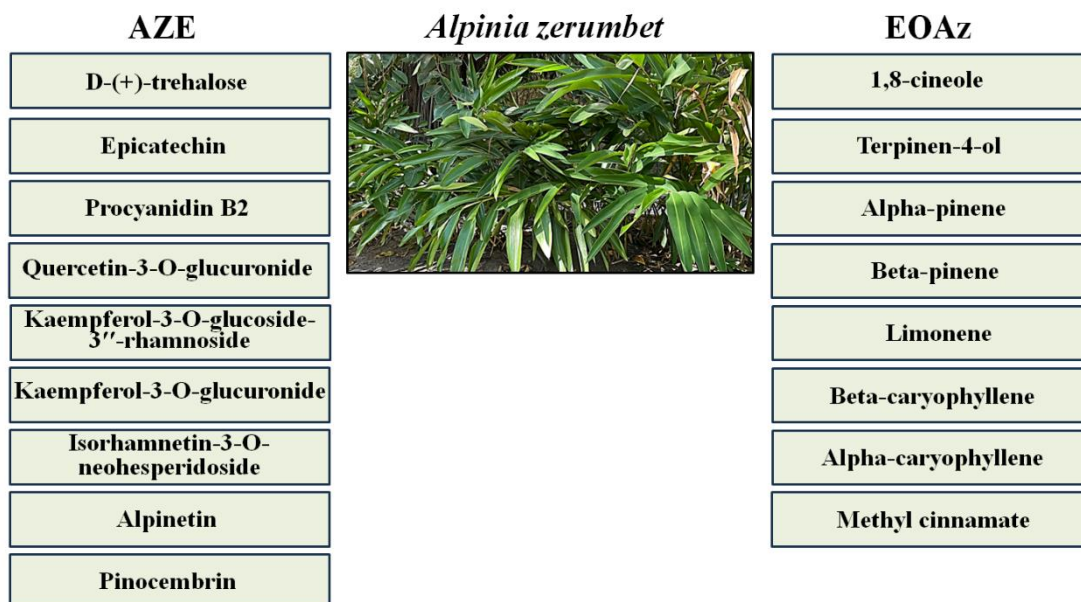 AZE
D-(+)-trehalose
Epicatechin
Procyanidin B2
Quercetin-3-O-glucuronide
Kaempferol-3-O-glucoside-
3′′-rhamnoside
Kaempferol-3-O-glucuronide
Isorhamnetin-3-O-
neohesperidoside
Alpinetin
Pinocembrin
Alpinia zerumbet
EOAz
1,8-cineole
Terpinen-4-ol
Alpha-pinene
Beta-pinene
Limonene
Beta-caryophyllene
Alpha-caryophyllene
Methyl cinnamate